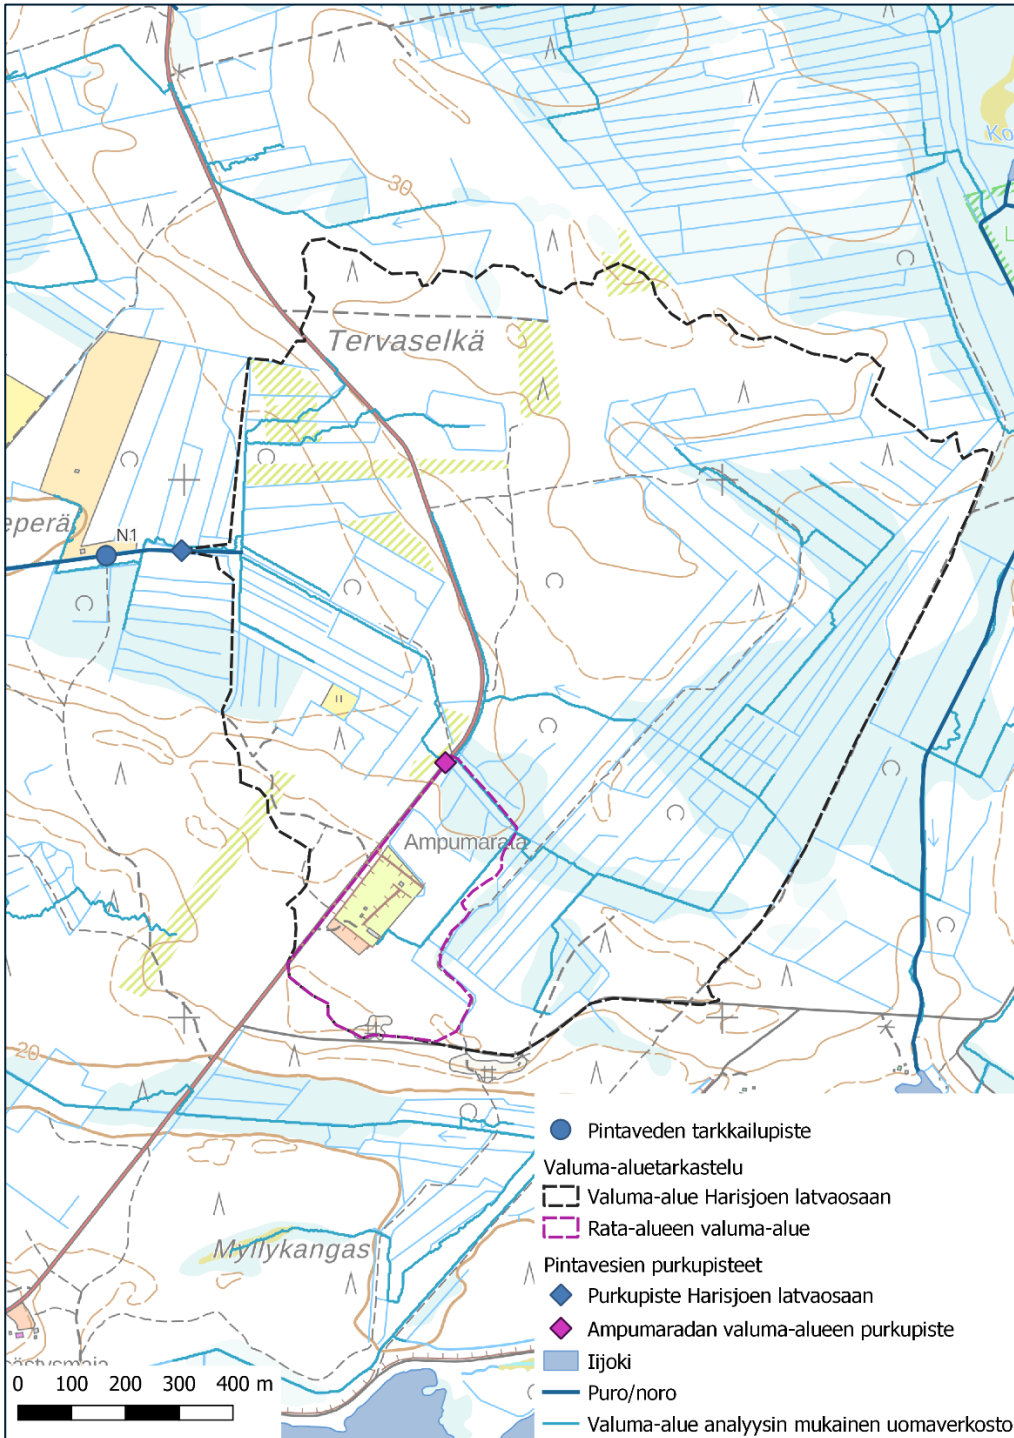 30
Ko
L
Tervaselkä
eperä
N1
Ampumarata
20
Myllykangas
0 100 200 300 400 m
Pintaveden tarkkailupiste
Valuma-aluetarkastelu
Valuma-alue Harisjoen latvaosaan
Rata-alueen valuma-alue
Pintavesien purkupisteet
Purkupiste Harisjoen latvaosaan
Ampumaradan valuma-alueen purkupiste
Iijoki
Puro/noro
Valuma-alue analyysin mukainen uomaverkosto